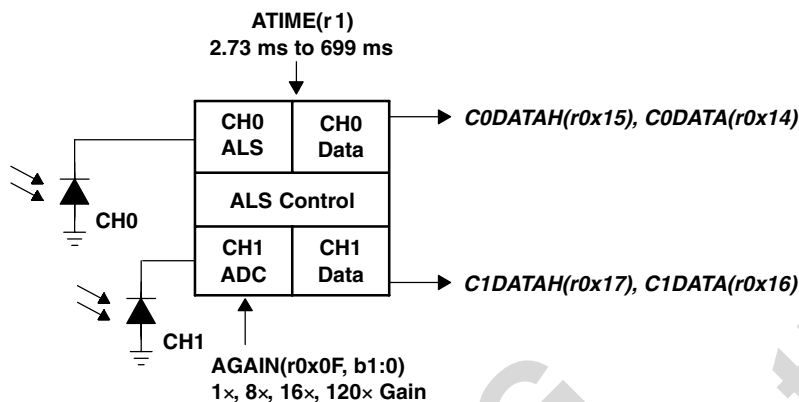 ATIME(r 1)
2.73 ms to 699 ms
CH0
ALS
CH0
Data
C0DATAH(r0x15), C0DATA(r0x14)
ALS Control
CH0
CH1
ADC
CH1
Data
C1DATAH(r0x17), C1DATA(r0x16)
CH1
AGAIN(r0x0F, b1:0)
1×, 8×, 16×, 120× Gain